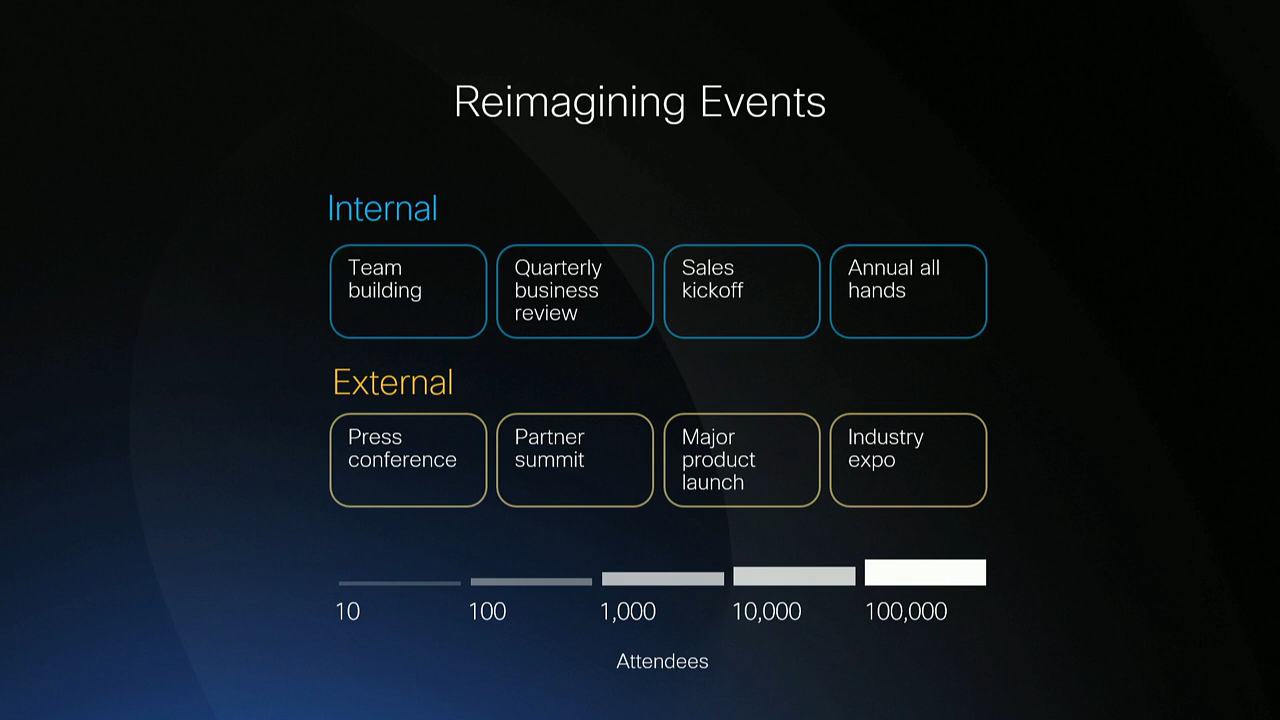 Reimagining Events
Internal
Team
building
Quarterly
business
review
Sales
kickoff
Annual all
hands
External
Press
conference
Partner
summit
Major
product
launch
Industry
expo
10
100
1,000
10,000
100,000
Attendees